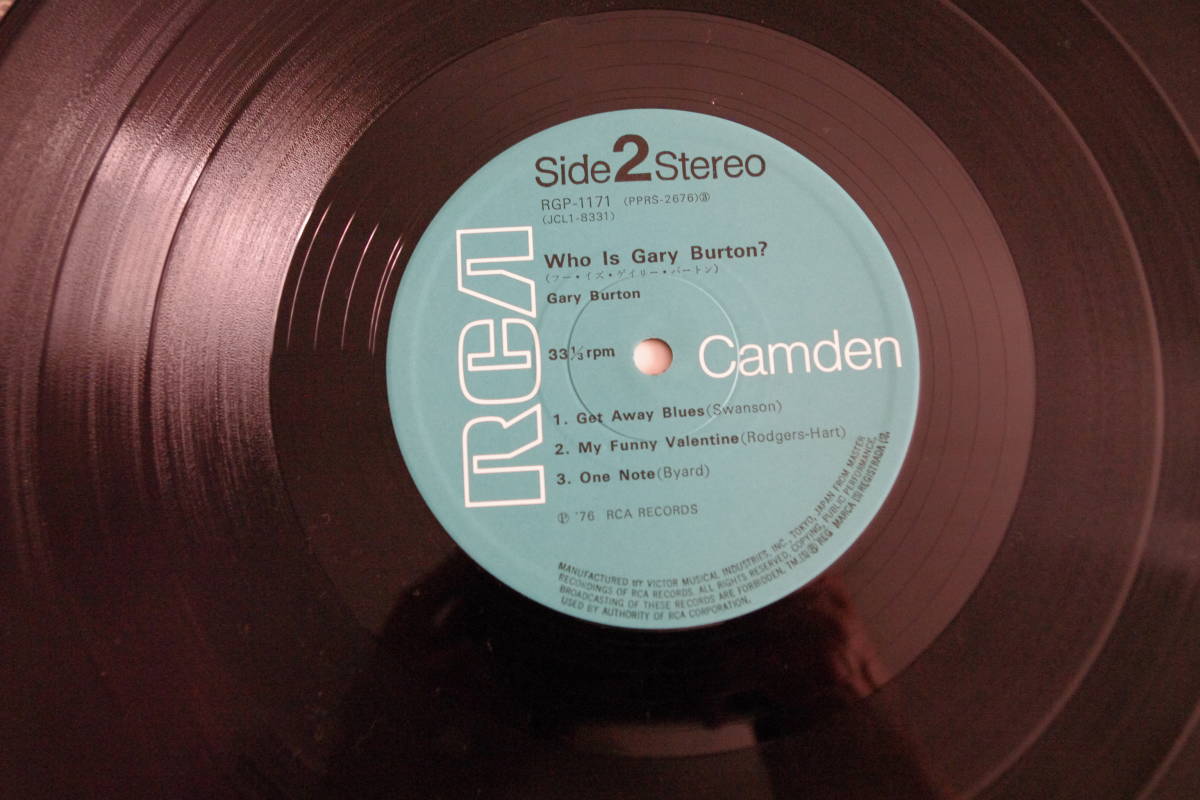 Side 2 Stereo
RGP-1171 (PPRS-2676)Ⓑ
(JCL1-8331)
Who Is Gary Burton?
(フー・イズ・ゲイリー・バートン)
Gary Burton
33⅓rpm
RCA
Camden
1. Get Away Blues(Swanson)
2. My Funny Valentine(Rodgers-Hart)
3. One Note(Byard)
Ⓟ '76 RCA RECORDS
MANUFACTURED BY VICTOR MUSICAL INDUSTRIES, INC., TOKYO, JAPAN FROM MASTER
RECORDINGS OF RCA RECORDS. ALL RIGHTS RESERVED, COPYING, PUBLIC PERFORMANCE,
BROADCASTING OF THESE RECORDS ARE FORBIDDEN. TM.(S)Ⓡ REG MARCA (S) REGISTRADA (S).
USED BY AUTHORITY OF RCA CORPORATION.